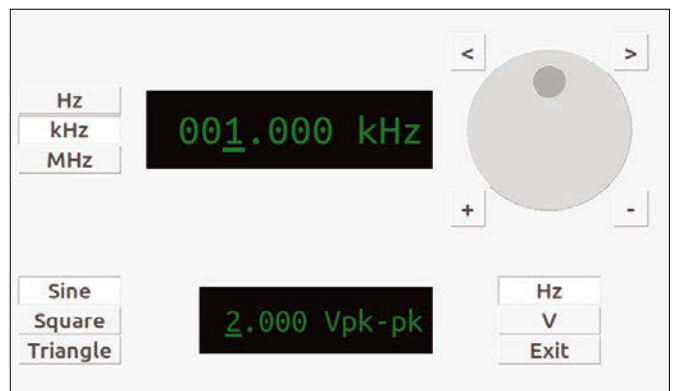 < >
Hz
kHz
MHz
001.000 kHz
+ -
Sine
Square
Triangle
2.000 Vpk-pk
Hz
V
Exit